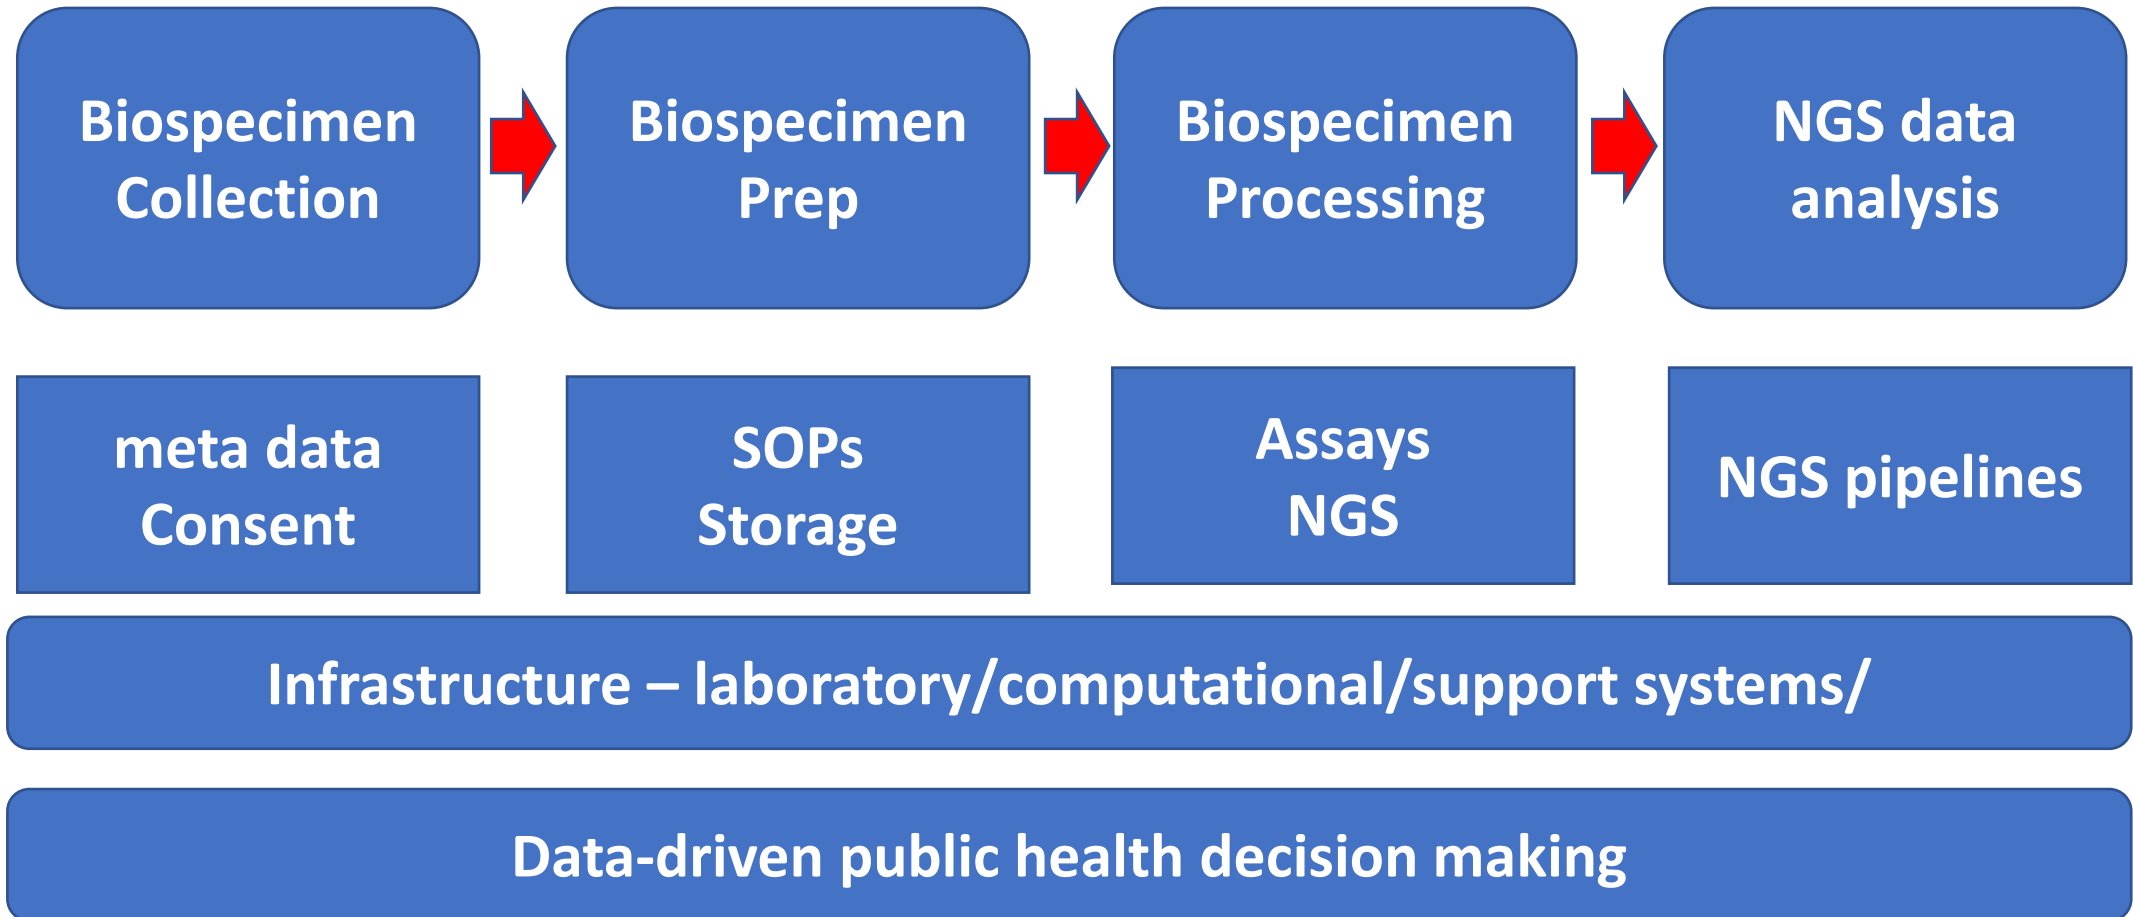 Biospecimen
Collection
Biospecimen
Prep
Biospecimen
Processing
NGS data
analysis
meta data
Consent
SOPs
Storage
Assays
NGS
NGS pipelines
Infrastructure – laboratory/computational/support systems/
Data-driven public health decision making